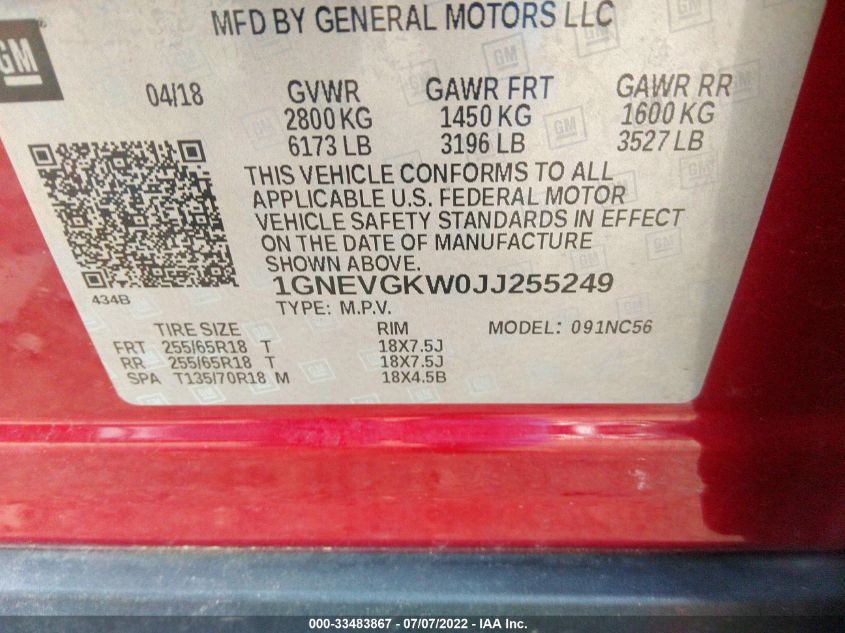 MFD BY GENERAL MOTORS LLC
GM
04/18 GVWR GAWR FRT GAWR RR
2800 KG 1450 KG 1600 KG
6173 LB 3196 LB 3527 LB
THIS VEHICLE CONFORMS TO ALL
APPLICABLE U.S. FEDERAL MOTOR
VEHICLE SAFETY STANDARDS IN EFFECT
ON THE DATE OF MANUFACTURE
SHOWN ABOVE.
1GNEVGKW0JJ255249
434B
TYPE: M.P.V.
TIRE SIZE RIM MODEL: 091NC56
FRT 255/65R18 T 18X7.5J
RR 255/65R18 T 18X7.5J
SPA T135/70R18 M 18X4.5B
000-33483867 - 07/07/2022 - © IAA Inc.